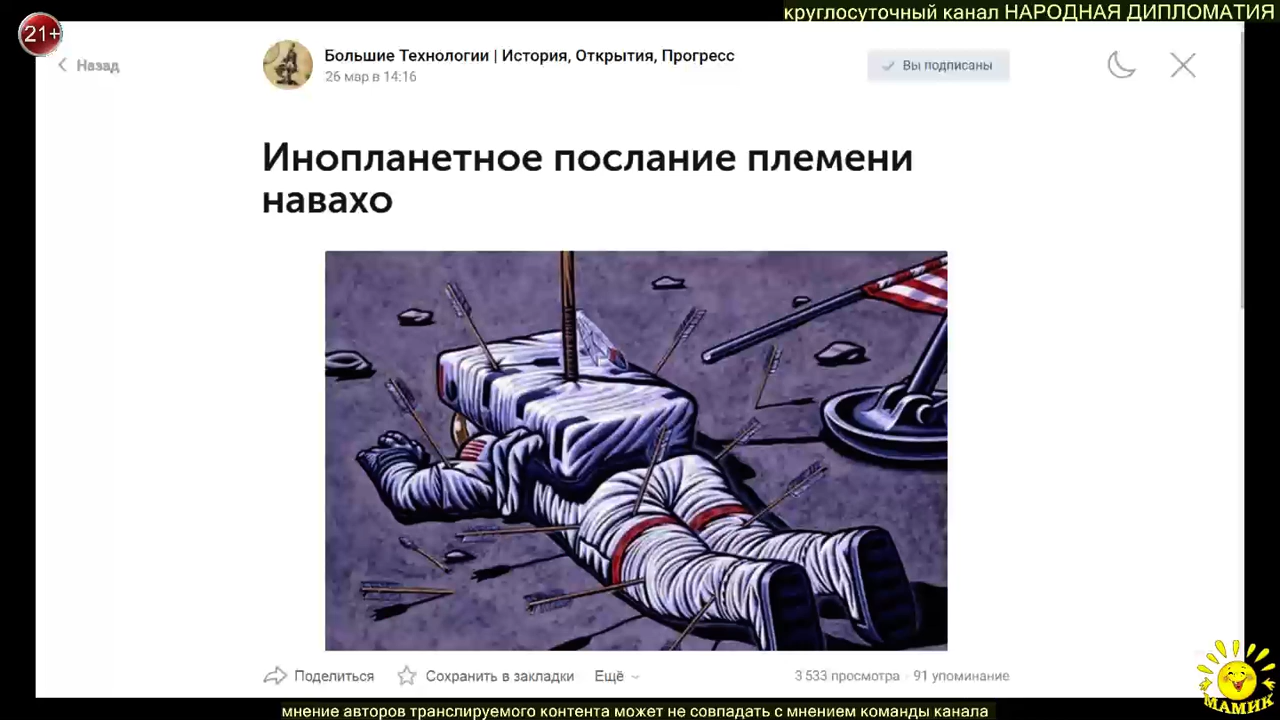 круглосуточный канал НАРОДНАЯ ДИПЛОМАТИЯ
21+
Назад
Большие Технологии | История, Открытия, Прогресс
26 мар в 14:16
Вы подписаны
Инопланетное послание племени
навахо
Поделиться
Сохранить в закладки
Ещё
3 533 просмотра · 91 упоминание
МАМИК
мнение авторов транслируемого контента может не совпадать с мнением команды канала